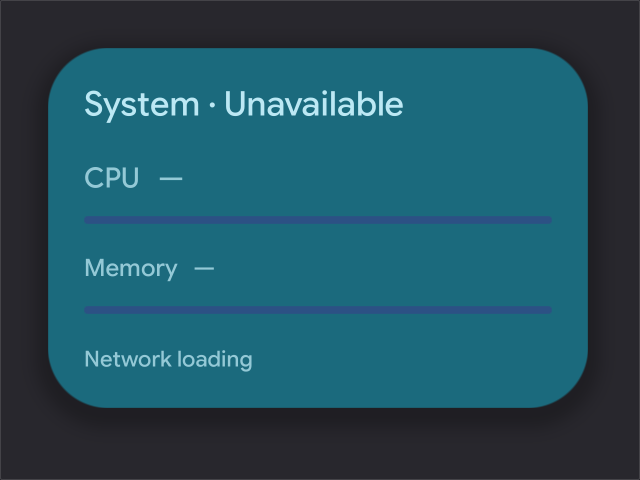 System · Unavailable
CPU —
Memory —
Network loading